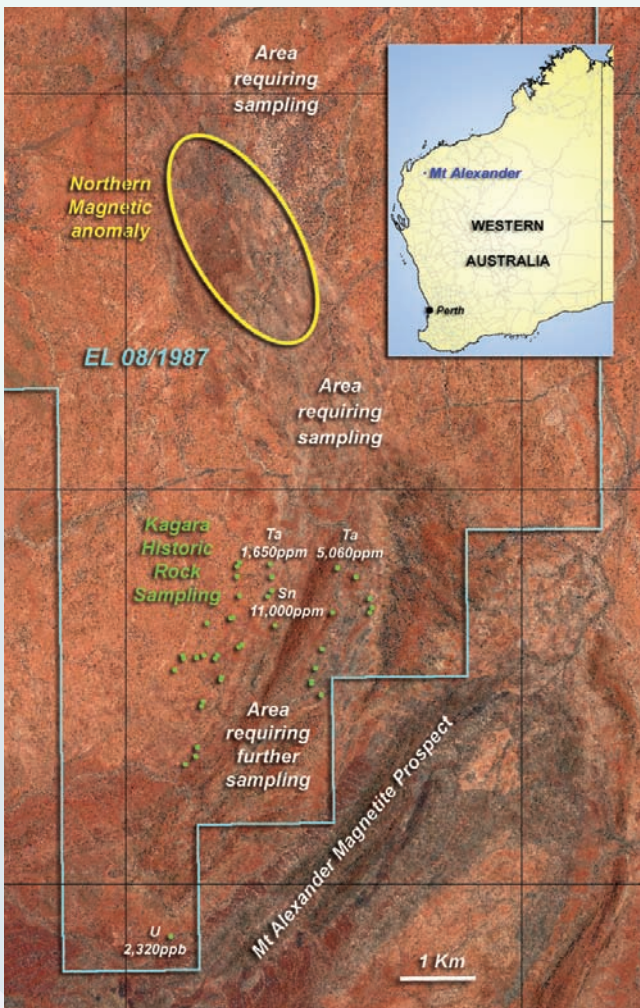 Area
requiring
sampling
Mt Alexander
WESTERN
AUSTRALIA
Perth
Northern
Magnetic
anomaly
EL 08/1987
Area
requiring
sampling
Kagara
Historic
Rock
Sampling
Ta
1,650ppm
Ta
5,060ppm
Sn
11,000ppm
Area
requiring
further
sampling
Mt Alexander Magnetite Prospect
U
2,320ppb
1 Km